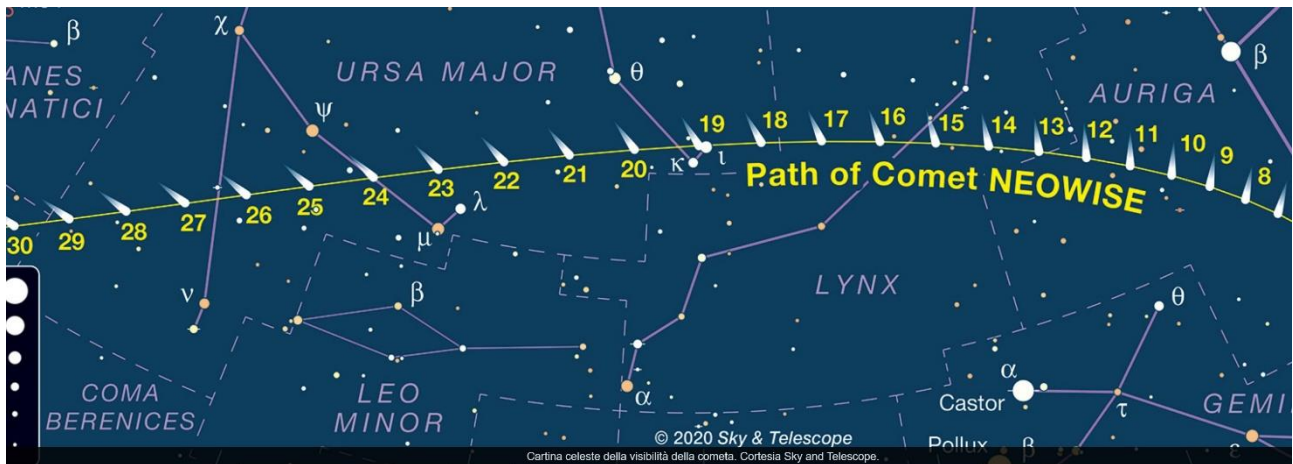 β
χ
θ
β
URSA MAJOR
AURIGA
ANES
NATICI
ψ
19
18
17
16
15
14
13
12
11
10
9
8
20
21
22
23
24
25
26
27
28
29
30
κ
ι
Path of Comet NEOWISE
λ
μ
ν
β
LYNX
θ
COMA
BERENICES
LEO
MINOR
α
α
Castor
τ
GEMI
© 2020 Sky & Telescope
Pollux
β
ε
Cartina celeste della visibilità della cometa. Cortesia Sky and Telescope.